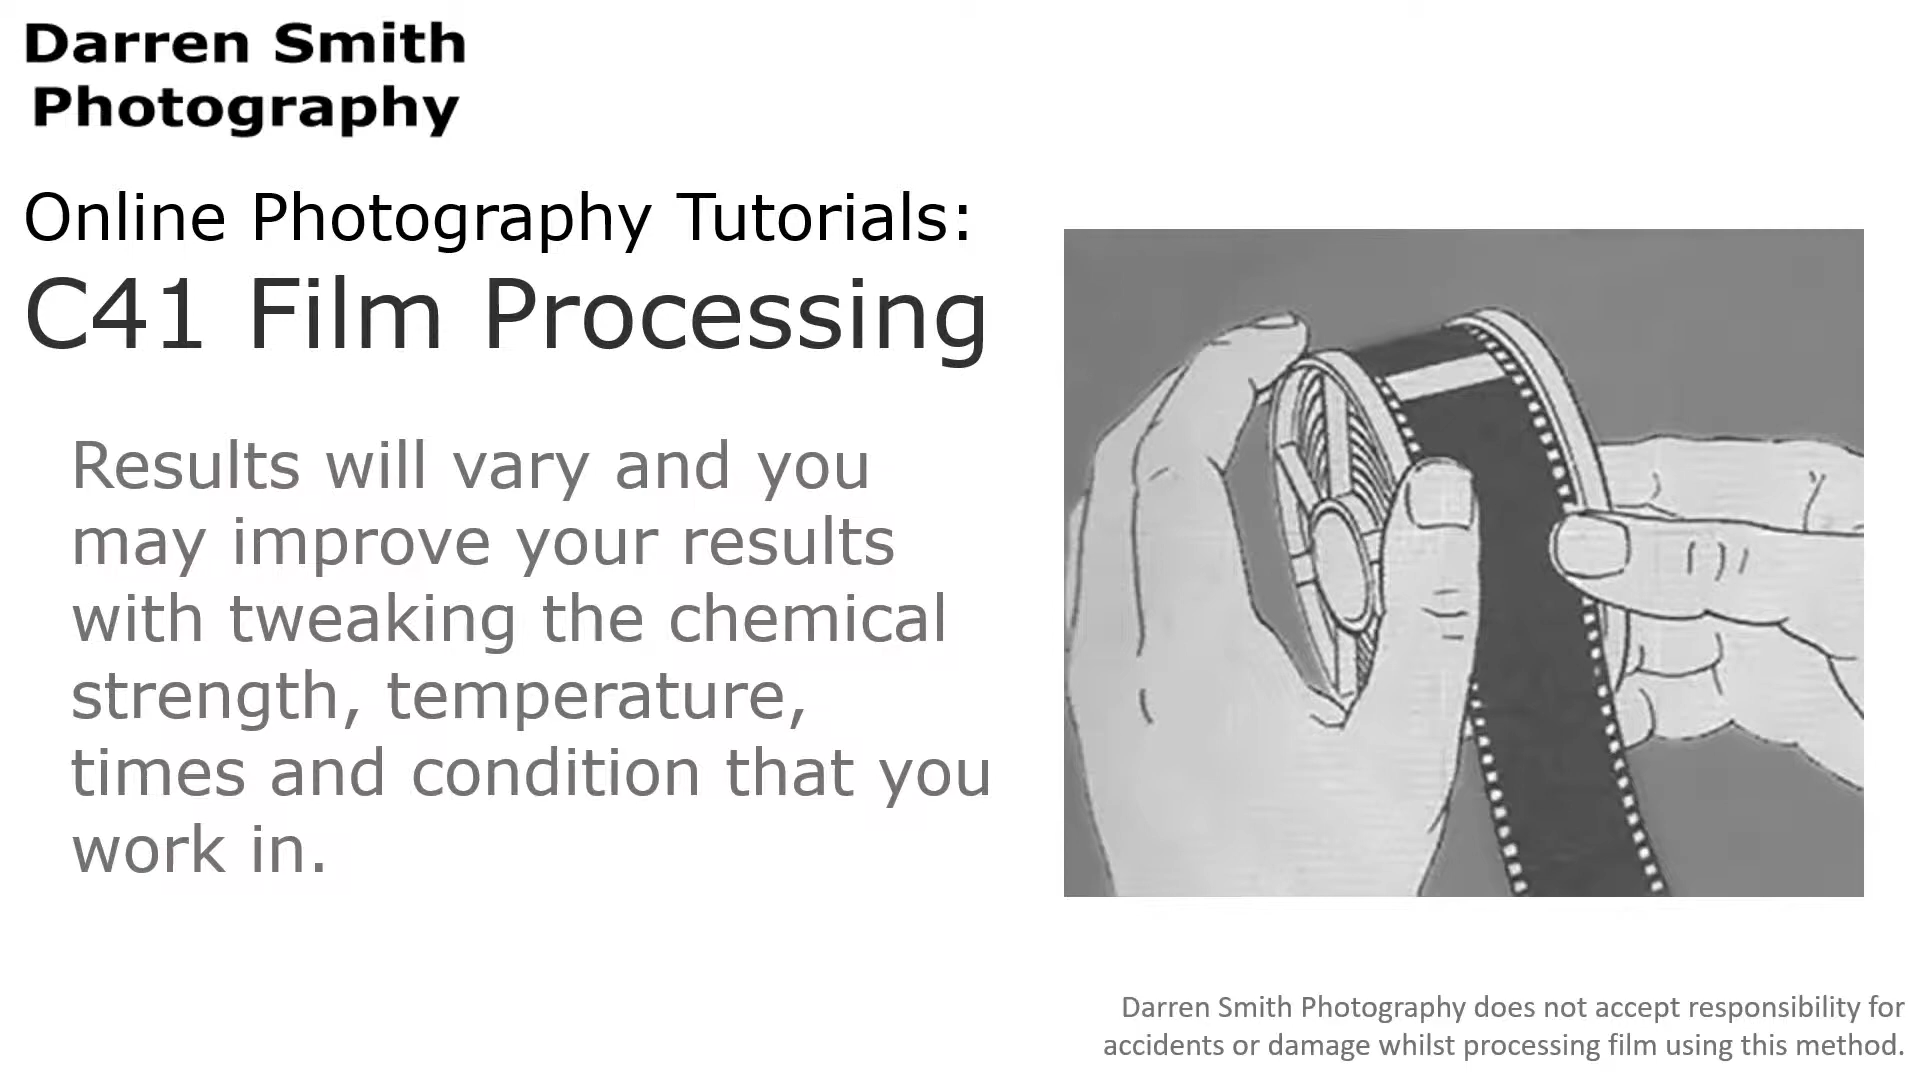 Darren Smith
Photography
Online Photography Tutorials:
C41 Film Processing
Results will vary and you
may improve your results
with tweaking the chemical
strength, temperature,
times and condition that you
work in.
Darren Smith Photography does not accept responsibility for
accidents or damage whilst processing film using this method.